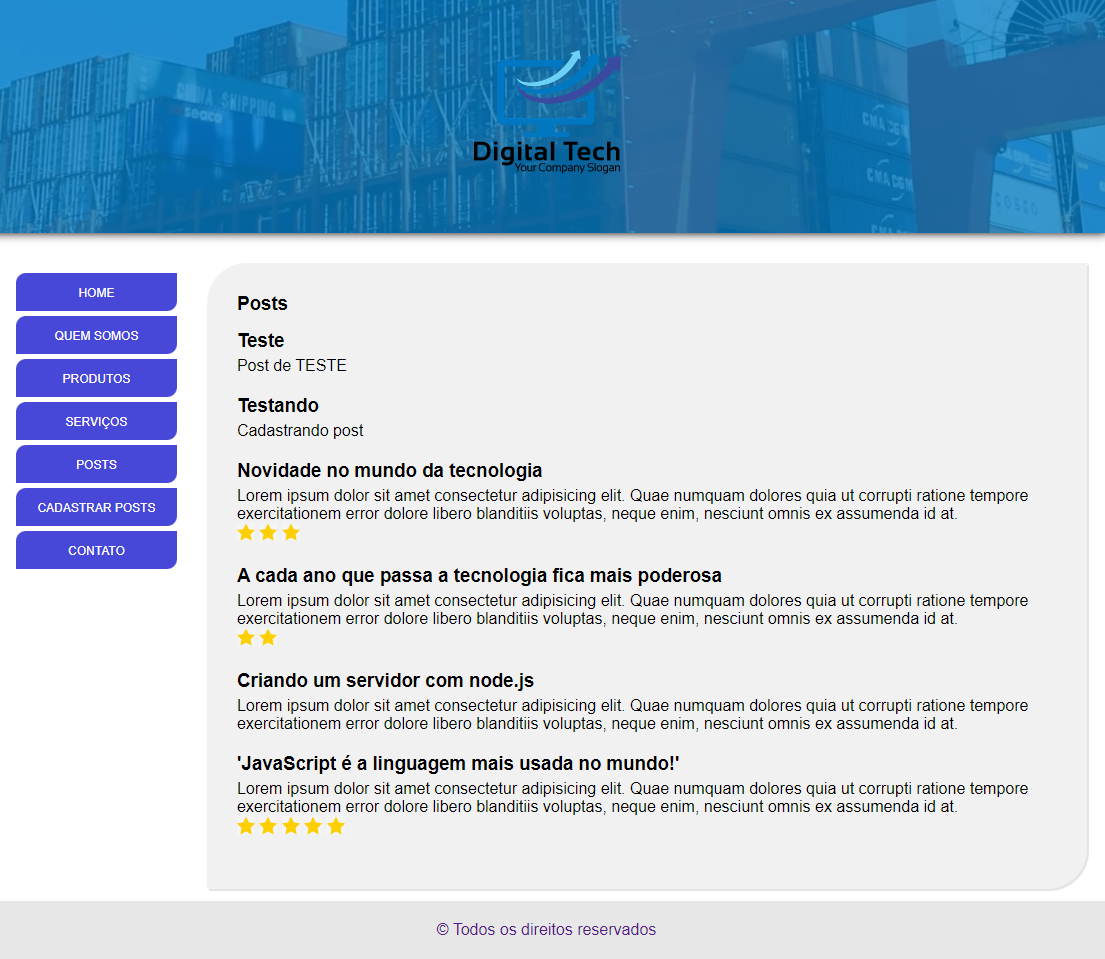 CHINA SHIPPING
seaco
CMA CGM
CMA CGM
CMA CGM
Digital Tech
Your Company Slogan
HOME
QUEM SOMOS
PRODUTOS
SERVIÇOS
POSTS
CADASTRAR POSTS
CONTATO
Posts
Teste
Post de TESTE
Testando
Cadastrando post
Novidade no mundo da tecnologia
Lorem ipsum dolor sit amet consectetur adipisicing elit. Quae numquam dolores quia ut corrupti ratione tempore
exercitationem error dolore libero blanditiis voluptas, neque enim, nesciunt omnis ex assumenda id at.
A cada ano que passa a tecnologia fica mais poderosa
Lorem ipsum dolor sit amet consectetur adipisicing elit. Quae numquam dolores quia ut corrupti ratione tempore
exercitationem error dolore libero blanditiis voluptas, neque enim, nesciunt omnis ex assumenda id at.
Criando um servidor com node.js
Lorem ipsum dolor sit amet consectetur adipisicing elit. Quae numquam dolores quia ut corrupti ratione tempore
exercitationem error dolore libero blanditiis voluptas, neque enim, nesciunt omnis ex assumenda id at.
'JavaScript é a linguagem mais usada no mundo!'
Lorem ipsum dolor sit amet consectetur adipisicing elit. Quae numquam dolores quia ut corrupti ratione tempore
exercitationem error dolore libero blanditiis voluptas, neque enim, nesciunt omnis ex assumenda id at.
© Todos os direitos reservados